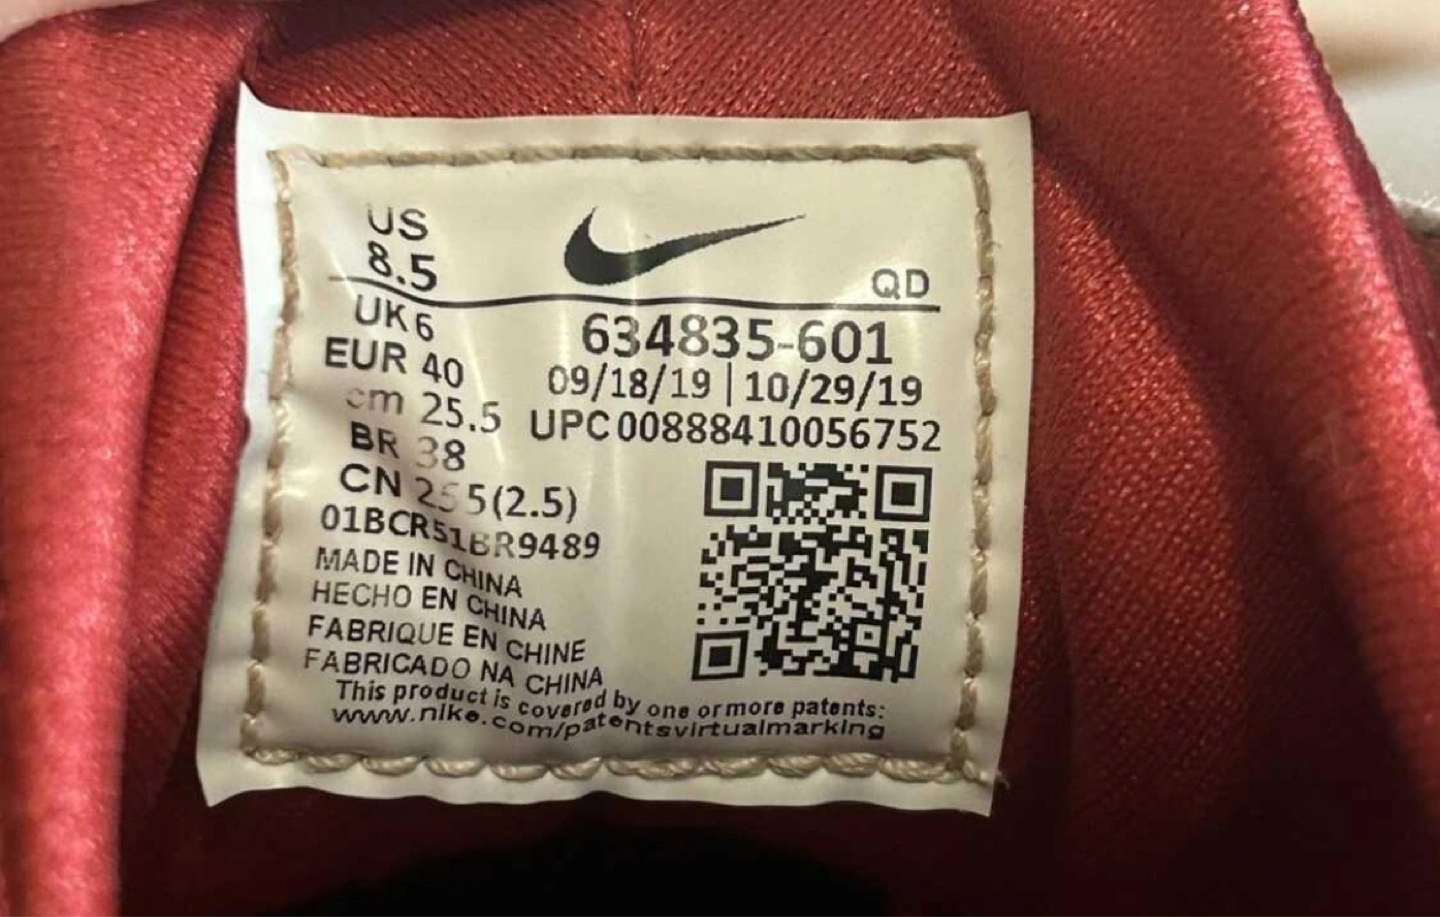 US
8.5
QD
UK 6
EUR 40
cm 25.5
BR 38
CN 255(2.5)
01BCR51BR9489
MADE IN CHINA
HECHO EN CHINA
FABRIQUE EN CHINE
FABRICADO NA CHINA
634835-601
09/18/19 | 10/29/19
UPC00888410056752
This product is covered by one or more patents:
www.nike.com/patentsvirtualmarking